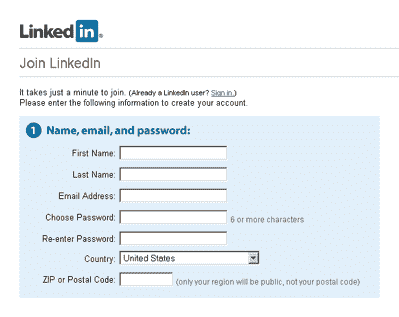 Linked in®
Join LinkedIn
It takes just a minute to join. (Already a LinkedIn user? Sign in.)
Please enter the following information to create your account.
1 Name, email, and password:
First Name:
Last Name:
Email Address:
Choose Password: 6 or more characters
Re-enter Password:
Country: United States
ZIP or Postal Code: (only your region will be public, not your postal code)